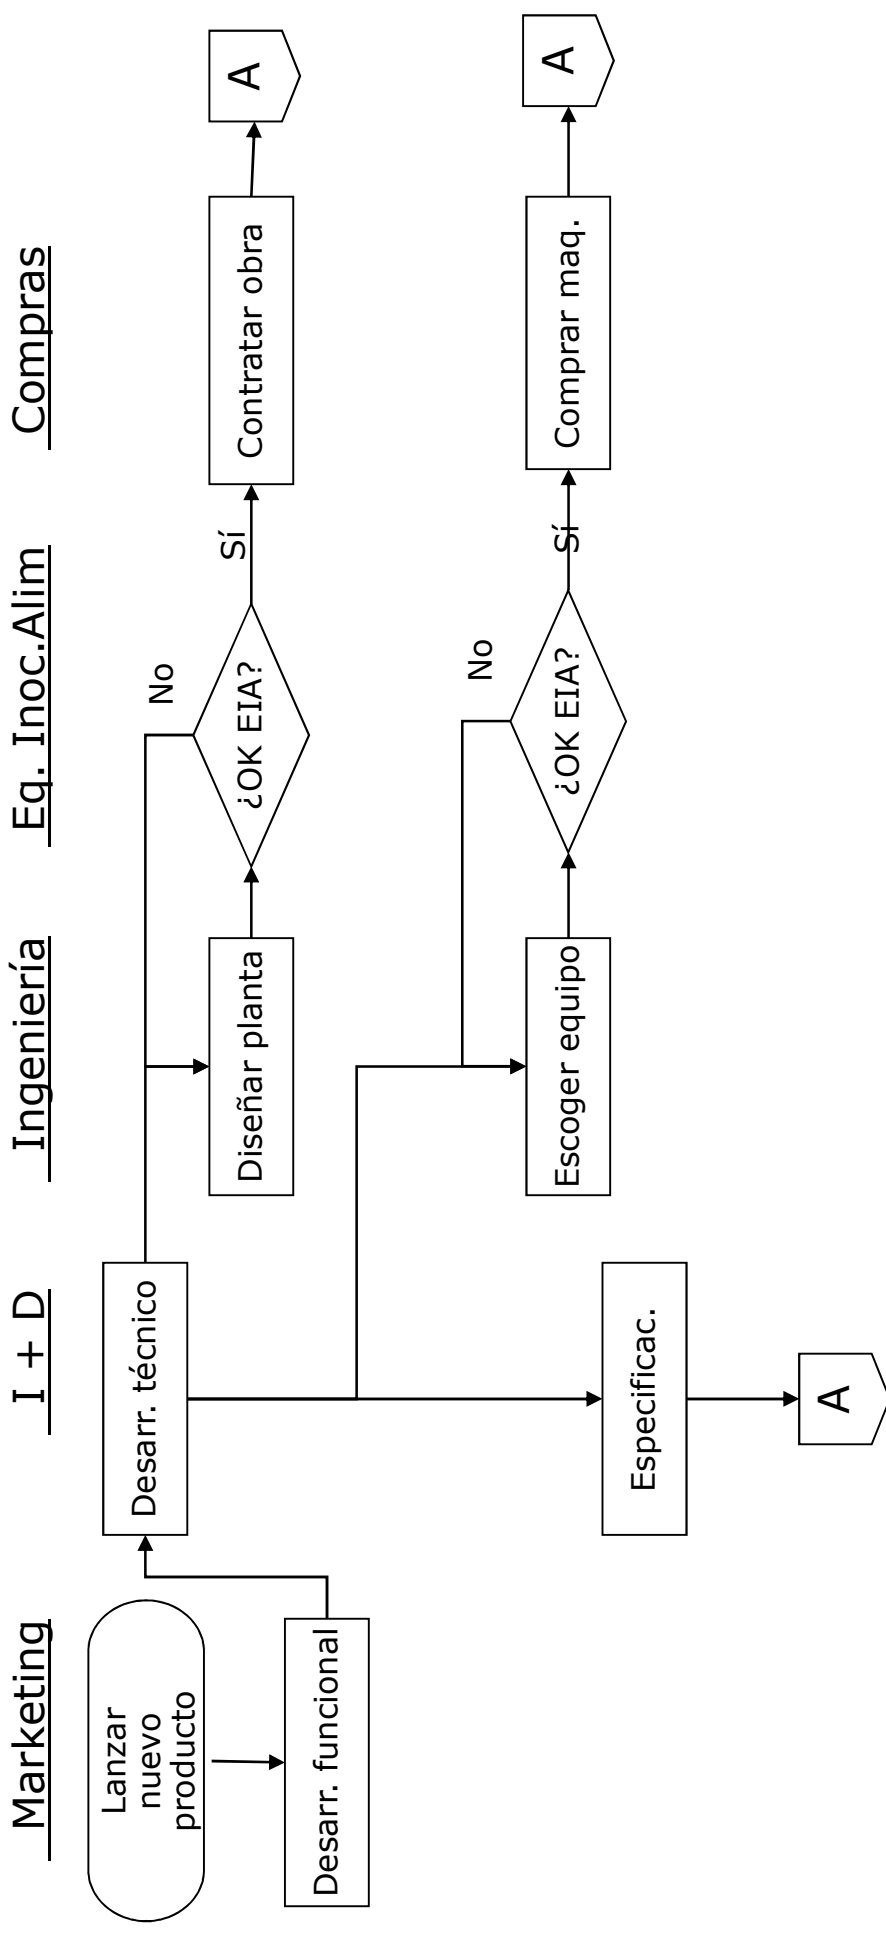 Marketing
I + D
Ingeniería
Eq. Inoc.Alim
Compras
Lanzar
nuevo
producto
Desarr. técnico
No
Diseñar planta
¿OK EIA?
Sí
Contratar obra
A
Desarr. funcional
No
Escoger equipo
¿OK EIA?
Sí
Comprar maq.
A
Especificac.
A